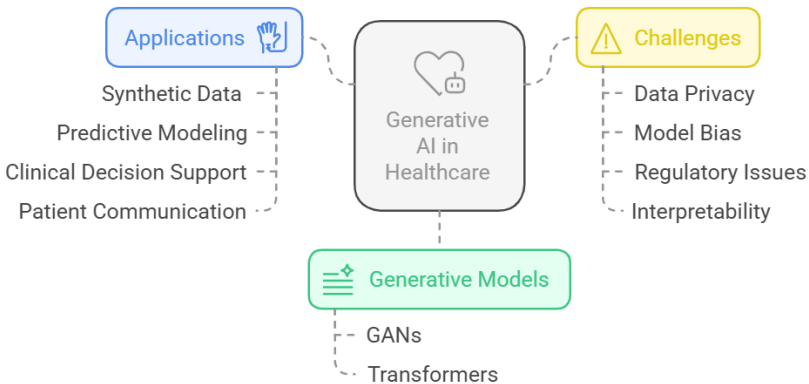 Applications
Synthetic Data
Predictive Modeling
Clinical Decision Support
Patient Communication
Generative
AI in
Healthcare
Challenges
Data Privacy
Model Bias
Regulatory Issues
Interpretability
Generative Models
GANs
Transformers